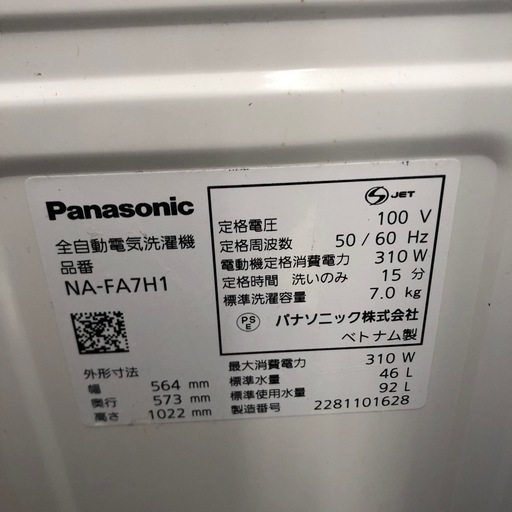 Panasonic
全自動電気洗濯機
品番
NA-FA7H1
外形寸法
幅 564 mm
奥行 573 mm
高さ 1022 mm
S JET
定格電圧 100 V
定格周波数 50/60 Hz
電動機定格消費電力 310 W
定格時間 洗いのみ 15 分
標準洗濯容量 7.0 kg
PS E パナソニック株式会社
ベトナム製
最大消費電力 310 W
標準水量 46 L
標準使用水量 92 L
製造番号 2281101628